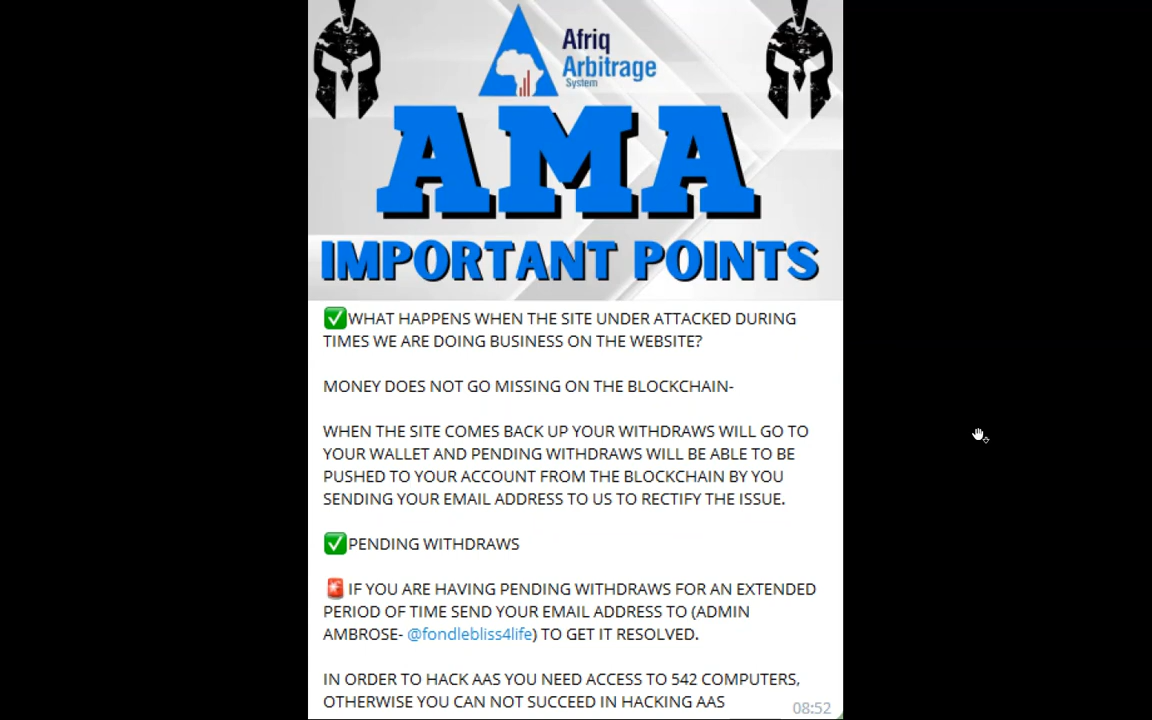 Afriq
Arbitrage
System
AMA
IMPORTANT POINTS
✅WHAT HAPPENS WHEN THE SITE UNDER ATTACKED DURING
TIMES WE ARE DOING BUSINESS ON THE WEBSITE?
MONEY DOES NOT GO MISSING ON THE BLOCKCHAIN-
WHEN THE SITE COMES BACK UP YOUR WITHDRAWS WILL GO TO
YOUR WALLET AND PENDING WITHDRAWS WILL BE ABLE TO BE
PUSHED TO YOUR ACCOUNT FROM THE BLOCKCHAIN BY YOU
SENDING YOUR EMAIL ADDRESS TO US TO RECTIFY THE ISSUE.
✅PENDING WITHDRAWS
🚨IF YOU ARE HAVING PENDING WITHDRAWS FOR AN EXTENDED
PERIOD OF TIME SEND YOUR EMAIL ADDRESS TO (ADMIN
AMBROSE- @fondlebliss4life) TO GET IT RESOLVED.
IN ORDER TO HACK AAS YOU NEED ACCESS TO 542 COMPUTERS,
OTHERWISE YOU CAN NOT SUCCEED IN HACKING AAS
08:52